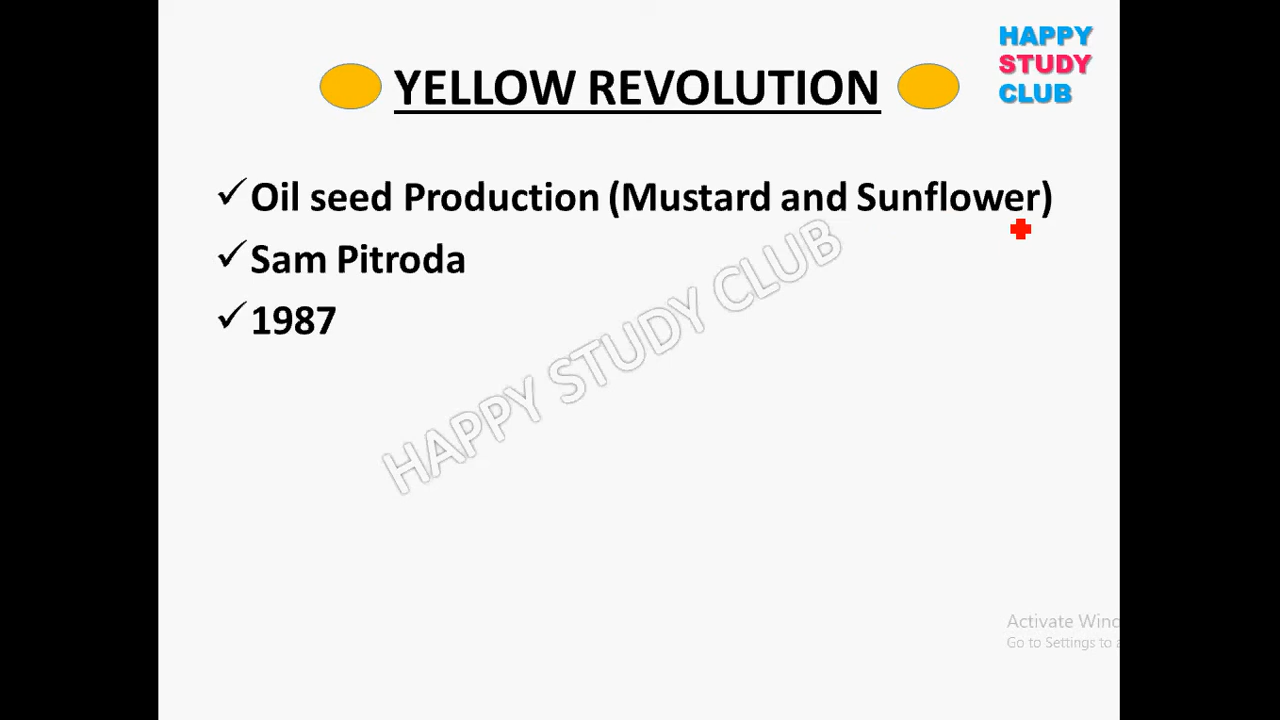 YELLOW REVOLUTION
HAPPY
STUDY
CLUB
✓Oil seed Production (Mustard and Sunflower)
✓Sam Pitroda
✓1987
HAPPY STUDY CLUB
Activate Wind
Go to Settings to a